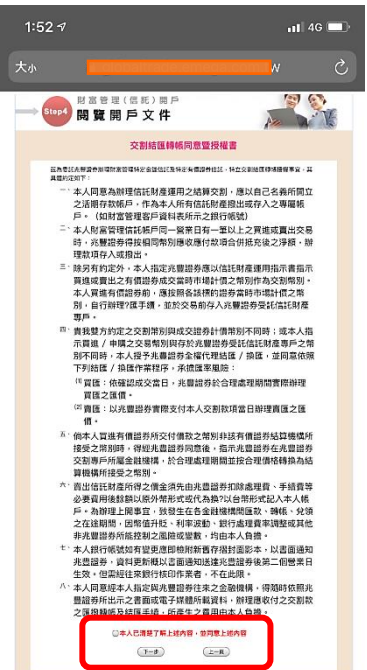 1:52
4G
大小
Step4
財富管理(信託)開戶
閱覽開戶文件
交割結匯轉帳同意暨授權書
一、本人同意為辦理信託財產運用之結算交割，應以自己名義所開立
之活期存款帳戶，作為本人所有信託財產撥出或存入之專屬帳
戶。（如財富管理客戶資料表所示之銀行帳號）
二、本人財富管理信託帳戶同一營業日有一筆以上之買進或賣出交易
時，兆豐證券得按相同幣別應收應付款項合併抵充後之淨額，辦
理款項存入或撥出。
三、除另有約定外，本人指定兆豐證券應以信託財產運用指示書指示
買進或賣出之有價證券成交當時市場計價之幣別作為交割幣別。
本人買進有價證券前，應按照各該標的證券當時市場計價之幣
別，自行辦理?匯手續，並於交易前存入兆豐證券受託信託財產
專戶。
四、貴我雙方約定之交割幣別與成交證券計價幣別不同時；或本人指
示買進 / 申購之交易幣別與存於兆豐證券受託信託財產專戶之幣
別不同時，本人授予兆豐證券全權代理結匯 / 換匯，並同意依照
下列結匯 / 換匯作業程序，承擔匯率風險：
(1) 買匯：依確認成交當日，兆豐證券於合理處理期間實際辦理
買匯之匯價。
(2) 賣匯：以兆豐證券實際支付本人交割款項當日辦理賣匯之匯
價。
五、倘本人買進有價證券所交付價款之幣別非該有價證券結算機構所
接受之幣別時，得經兆豐證券同意後，指示兆豐證券在兆豐證券
交割專戶所屬金融機構，於合理處理期間並按合理價格轉換為結
算機構所接受之幣別。
六、賣出信託財產所得之價金須先由兆豐證券扣除處理費、手續費等
必要費用後餘額以原外幣形式或代為換?以台幣形式記入本人帳
戶。為辦理上開事宜，致發生在各金融機構間匯款、轉帳、兌領
之在途期間，因幣值升貶、利率波動、銀行處理費率調整或其他
非兆豐證券所能控制之風險或變數，均由本人負擔。
七、本人銀行帳號如有變更應即檢附新舊存摺封面影本，以書面通知
兆豐證券，資料更新概以書面通知送達兆豐證券後第二個營業日
生效。但需經往來銀行核印作業者，不在此限。
八、本人同意經本人指定與兆豐證券往來之金融機構，得隨時依照兆
豐證券所出示之書面或電子媒體所載資料，辦理應收付之交割款
之匯撥轉帳及結匯手續，所產生之費用由本人負擔。
本人已清楚了解上述內容，並同意上述內容
下一步
上一頁